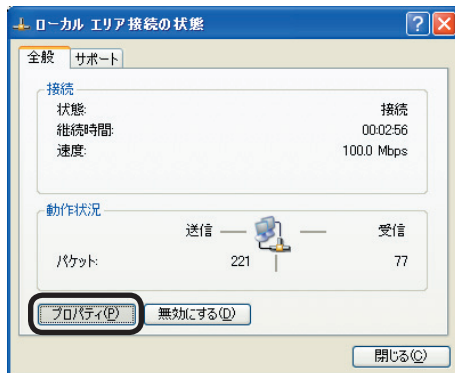 ローカル エリア接続の状態
全般 サポート
接続
状態: 接続
継続時間: 00:02:56
速度: 100.0 Mbps
動作状況
送信 受信
パケット: 221 77
プロパティ(P) 無効にする(D)
閉じる(C)